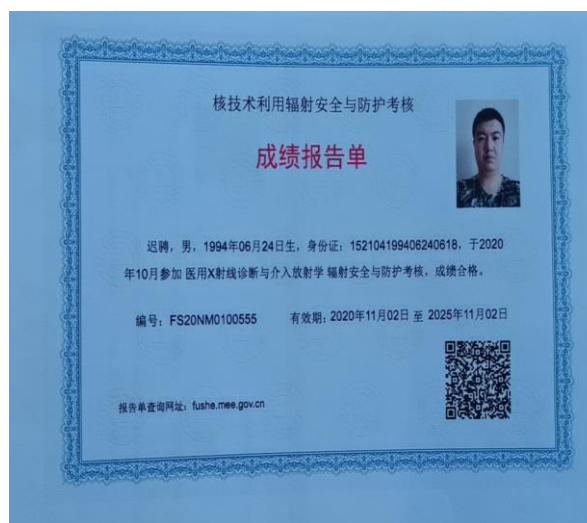 核技术利用辐射安全与防护考核
成绩报告单
迟骋，男，1994年06月24日生，身份证：152104199406240618，于2020
年10月参加 医用X射线诊断与介入放射学 辐射安全与防护考核，成绩合格。
编号：FS20NM0100555 有效期：2020年11月02日 至 2025年11月02日
报告单查询网址：fushe.mee.gov.cn